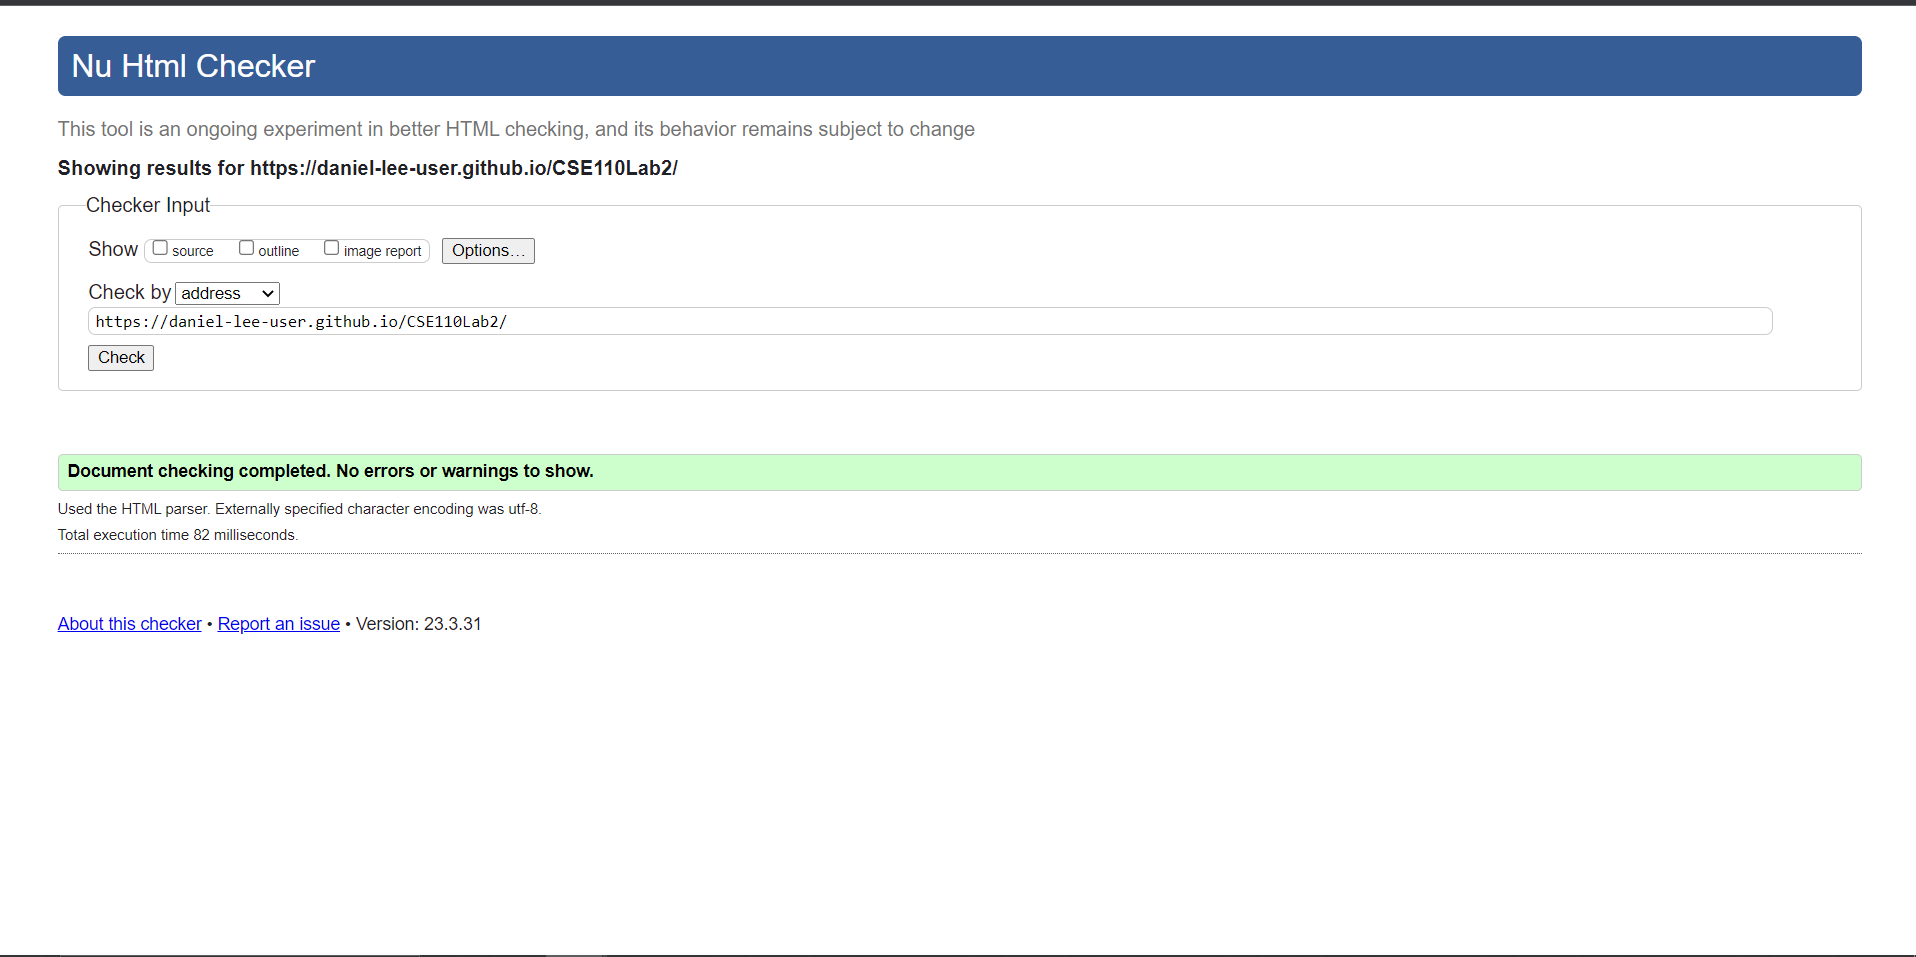 Nu Html Checker
This tool is an ongoing experiment in better HTML checking, and its behavior remains subject to change
Showing results for https://daniel-lee-user.github.io/CSE110Lab2/
Checker Input
Show source outline image report Options…
Check by address
https://daniel-lee-user.github.io/CSE110Lab2/
Check
Document checking completed. No errors or warnings to show.
Used the HTML parser. Externally specified character encoding was utf-8.
Total execution time 82 milliseconds.
About this checker • Report an issue • Version: 23.3.31